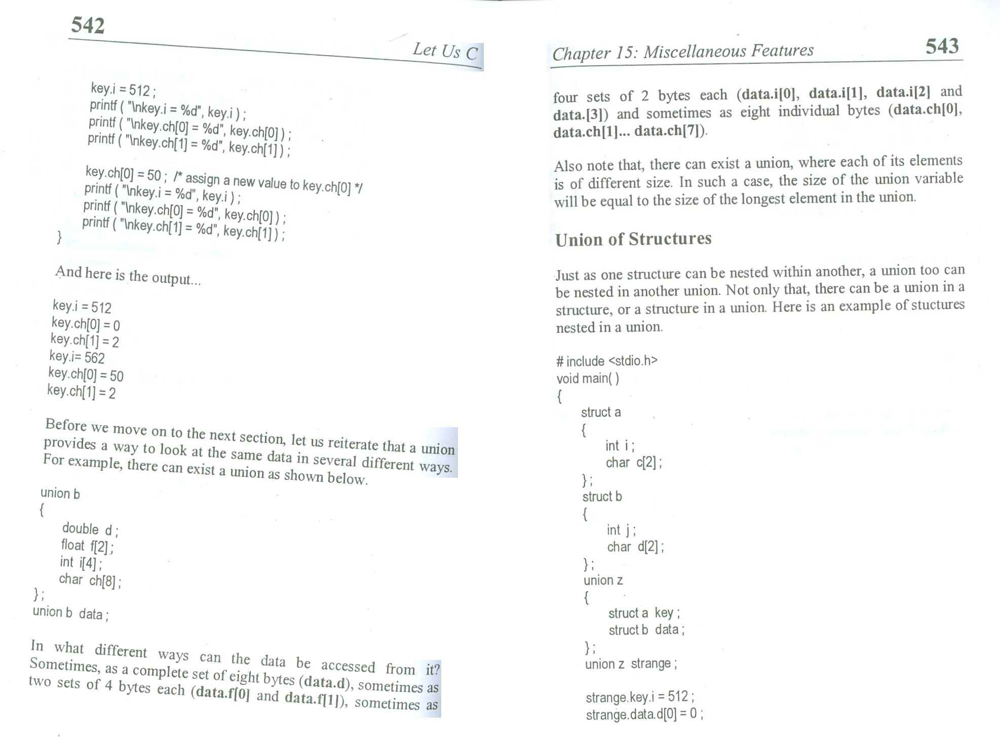 542
Let Us C
key.i = 512 ;
printf ( "\nkey.i = %d", key.i ) ;
printf ( "\nkey.ch[0] = %d", key.ch[0] ) ;
printf ( "\nkey.ch[1] = %d", key.ch[1] ) ;
key.ch[0] = 50 ; /* assign a new value to key.ch[0] */
printf ( "\nkey.i = %d", key.i ) ;
printf ( "\nkey.ch[0] = %d", key.ch[0] ) ;
printf ( "\nkey.ch[1] = %d", key.ch[1] ) ;
}
And here is the output...
key.i = 512
key.ch[0] = 0
key.ch[1] = 2
key.i= 562
key.ch[0] = 50
key.ch[1] = 2
Before we move on to the next section, let us reiterate that a union
provides a way to look at the same data in several different ways.
For example, there can exist a union as shown below.
union b
{
double d ;
float f[2] ;
int i[4] ;
char ch[8] ;
} ;
union b data ;
In what different ways can the data be accessed from it?
Sometimes, as a complete set of eight bytes (data.d), sometimes as
two sets of 4 bytes each (data.f[0] and data.f[1]), sometimes as
Chapter 15: Miscellaneous Features
543
four sets of 2 bytes each (data.i[0], data.i[1], data.i[2] and
data.[3]) and sometimes as eight individual bytes (data.ch[0],
data.ch[1]... data.ch[7]).
Also note that, there can exist a union, where each of its elements
is of different size. In such a case, the size of the union variable
will be equal to the size of the longest element in the union.
Union of Structures
Just as one structure can be nested within another, a union too can
be nested in another union. Not only that, there can be a union in a
structure, or a structure in a union. Here is an example of stuctures
nested in a union.
# include <stdio.h>
void main( )
{
struct a
{
int i ;
char c[2] ;
} ;
struct b
{
int j ;
char d[2] ;
} ;
union z
{
struct a key ;
struct b data ;
} ;
union z strange ;
strange.key.i = 512 ;
strange.data.d[0] = 0 ;